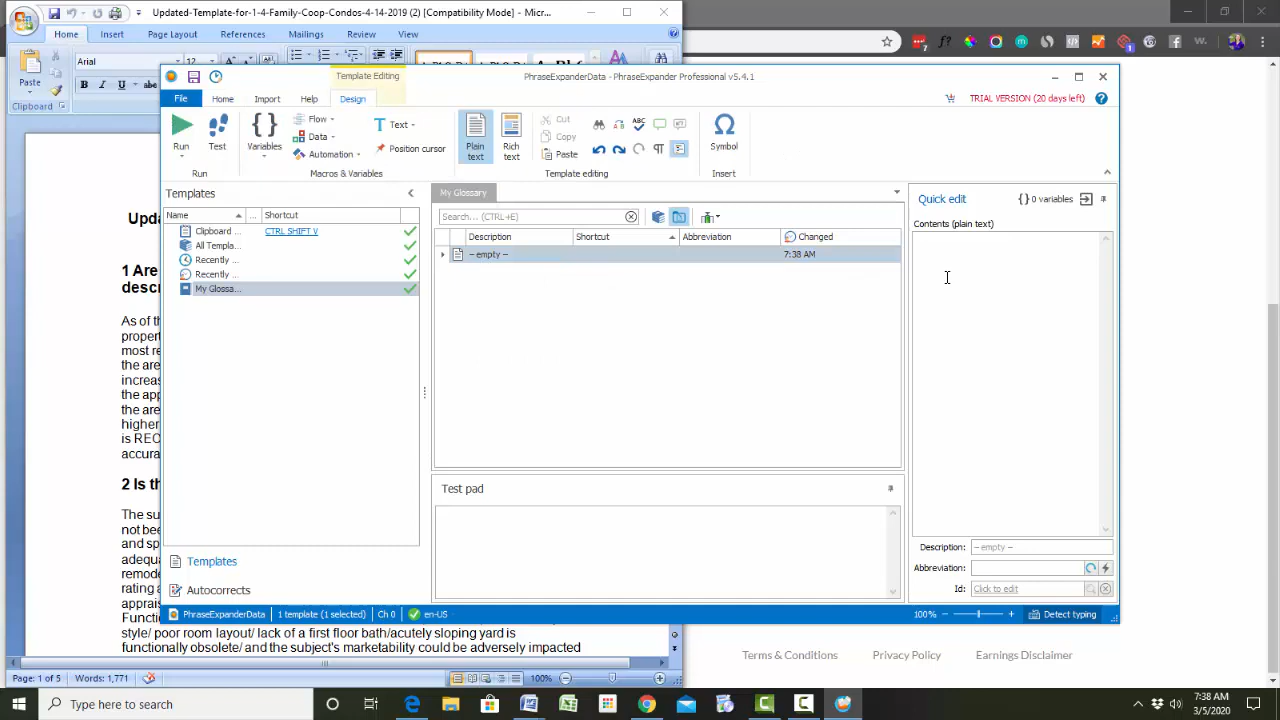 Updated-Template-for-1-4-Family-Coop-Condos-4-14-2019 (2) [Compatibility Mode] - Micr...
Home Insert Page Layout References Mailings Review View
Paste
Clipboard
Arial 12
B I U abc
Template Editing
PhraseExpanderData - PhraseExpander Professional v5.4.1
File Home Import Help Design
TRIAL VERSION (20 days left)
Run
Test
Variables
Flow
Data
Automation
Text
Position cursor
Plain text
Rich text
Cut
Copy
Paste
Symbol
Run
Macros & Variables
Template editing
Insert
Templates
Name ... Shortcut
Clipboard CTRL SHIFT V
All Templa...
Recently ...
Recently ...
My Glossa...
Templates
Autocorrects
My Glossary
Search... (CTRL+E)
Description Shortcut Abbreviation Changed
-- empty -- 7:38 AM
Test pad
Quick edit {} 0 variables
Contents (plain text)
Description: -- empty --
Abbreviation:
Id: Click to edit
PhraseExpanderData 1 template (1 selected) Ch 0 en-US 100% Detect typing
Upda
1 Are
descr
As of th
propert
most re
the are
increas
the app
the are
higher
is REO
accura
2 Is th
The su
not bee
and sp
adequa
remode
rating a
apprais
Functio
style/ poor room layout/ lack of a first floor bath/acutely sloping yard is
functionally obsolete/ and the subject's marketability could be adversely impacted
Page: 1 of 5 Words: 1,771 100%
Terms & Conditions Privacy Policy Earnings Disclaimer
Type here to search
7:38 AM
3/5/2020